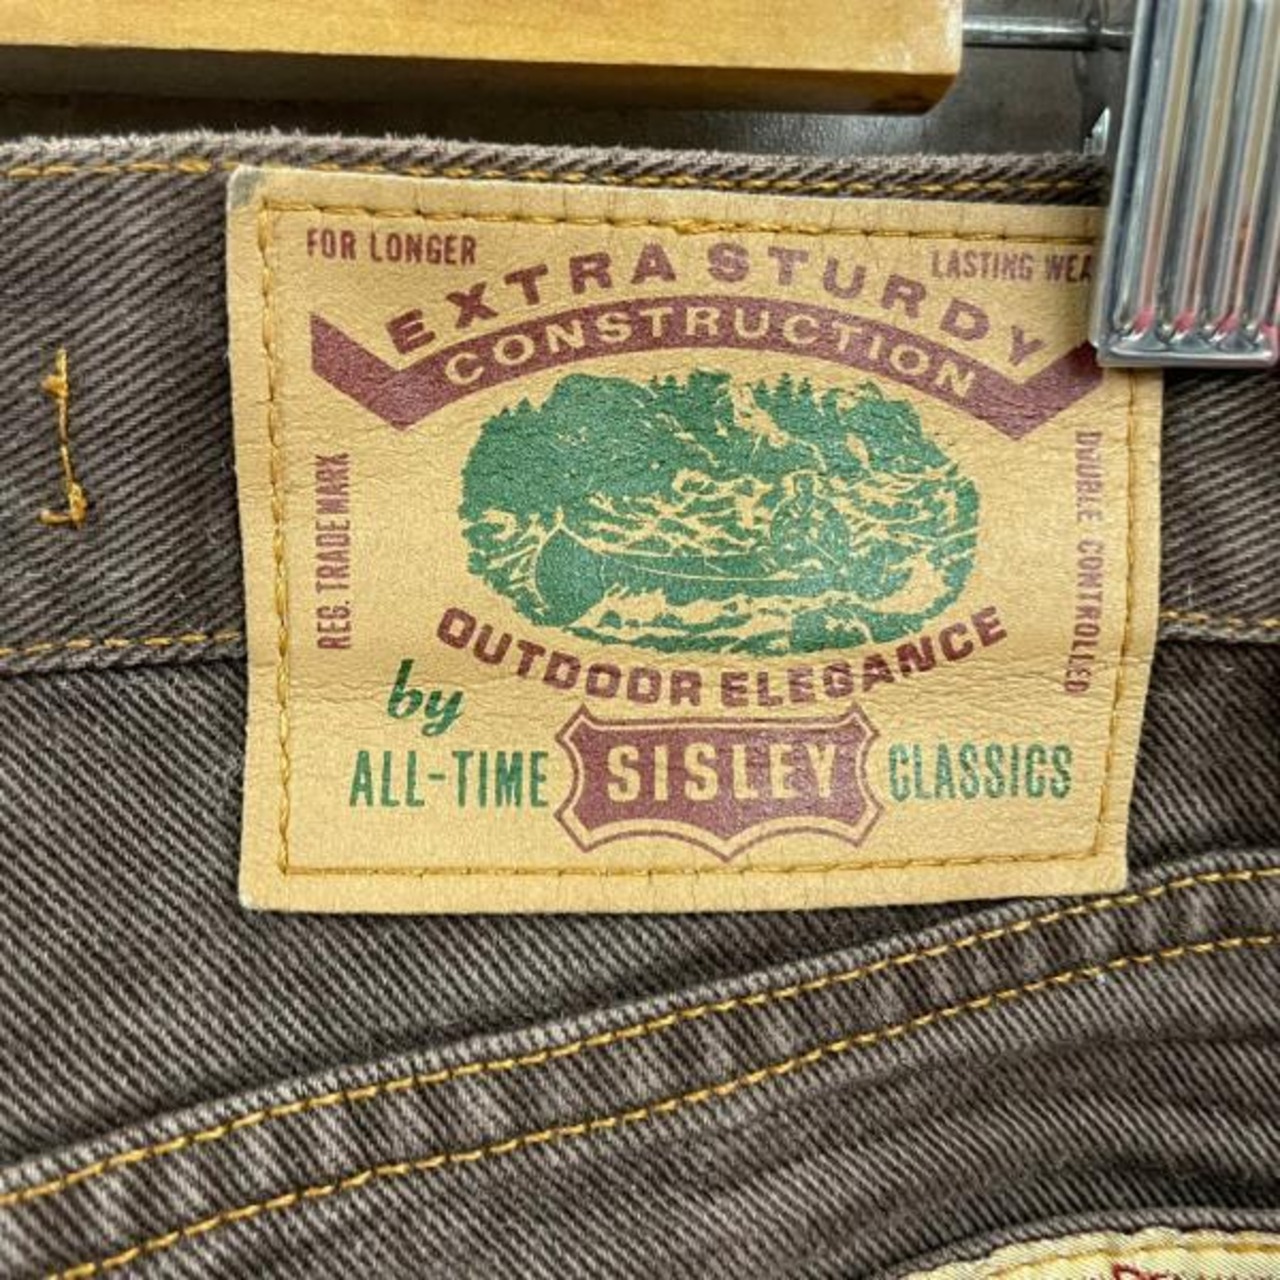 FOR LONGER
LASTING WEA
EXTRA STURDY
CONSTRUCTION
REG. TRADEMARK
DOUBLE CONTROLLED
OUTDOOR ELEGANCE
by
ALL-TIME SISLEY CLASSICS